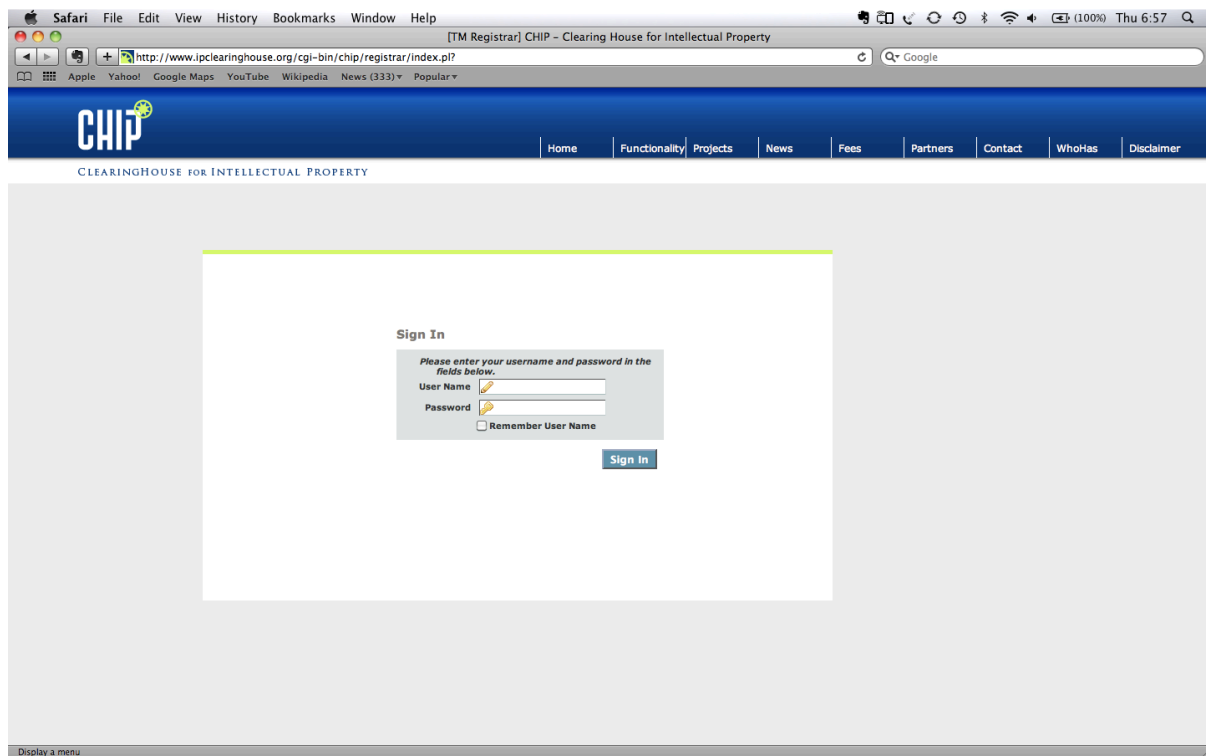 Safari File Edit View History Bookmarks Window Help (100%) Thu 6:57
[TM Registrar] CHIP – Clearing House for Intellectual Property
http://www.ipclearinghouse.org/cgi-bin/chip/registrar/index.pl? Google
Apple Yahoo! Google Maps YouTube Wikipedia News (333) Popular
CHIP
Home Functionality Projects News Fees Partners Contact WhoHas Disclaimer
CLEARINGHOUSE FOR INTELLECTUAL PROPERTY
Sign In
Please enter your username and password in the
fields below.
User Name
Password
Remember User Name
Sign In
Display a menu